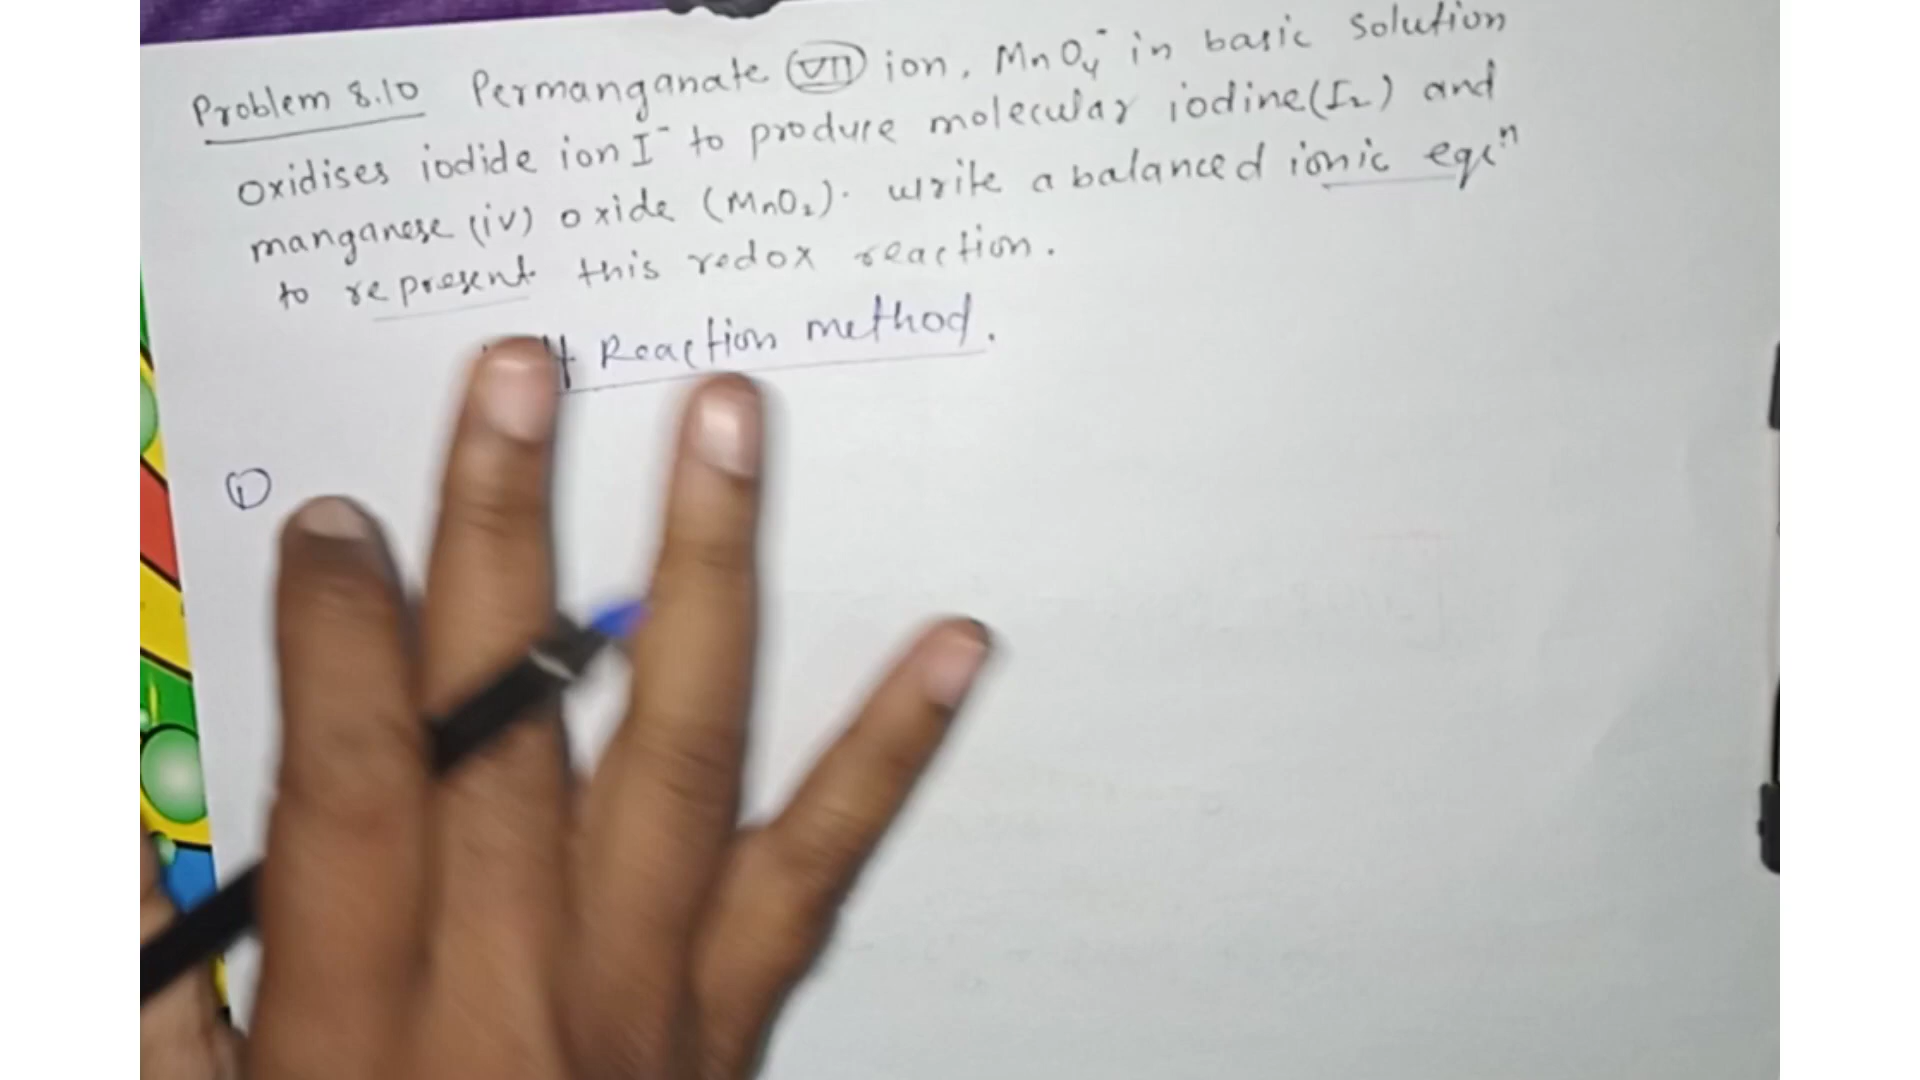 Problem 8.10 Permanganate (VII) ion, MnO₄⁻ in basic solution
oxidises iodide ion I⁻ to produce molecular iodine (I₂) and
manganese (iv) oxide (MnO₂). write a balanced ionic eqⁿ
to represent this redox reaction.
Reaction method.
①